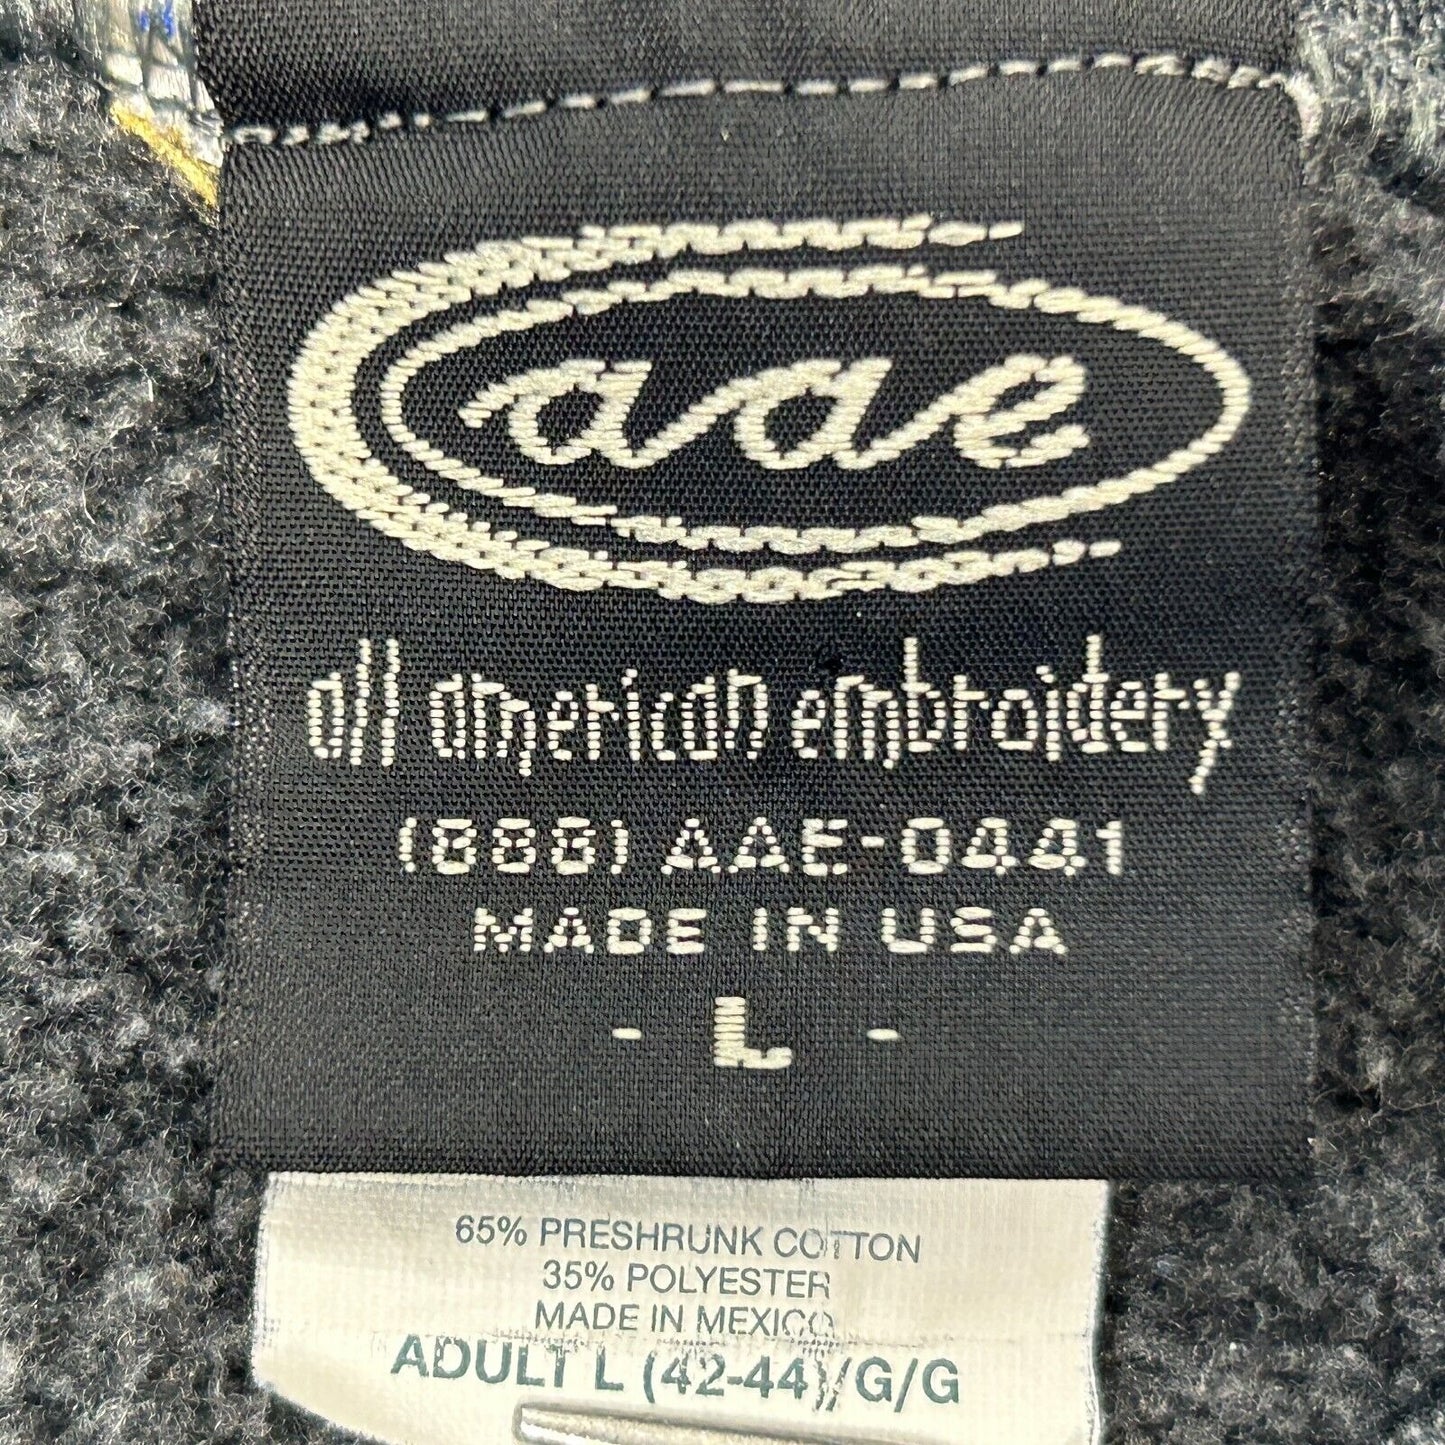 aae
all american embroidery
(888) AAE-0441
MADE IN USA
- L -
65% PRESHRUNK COTTON
35% POLYESTER
MADE IN MEXICO
ADULT L (42-44)/G/G